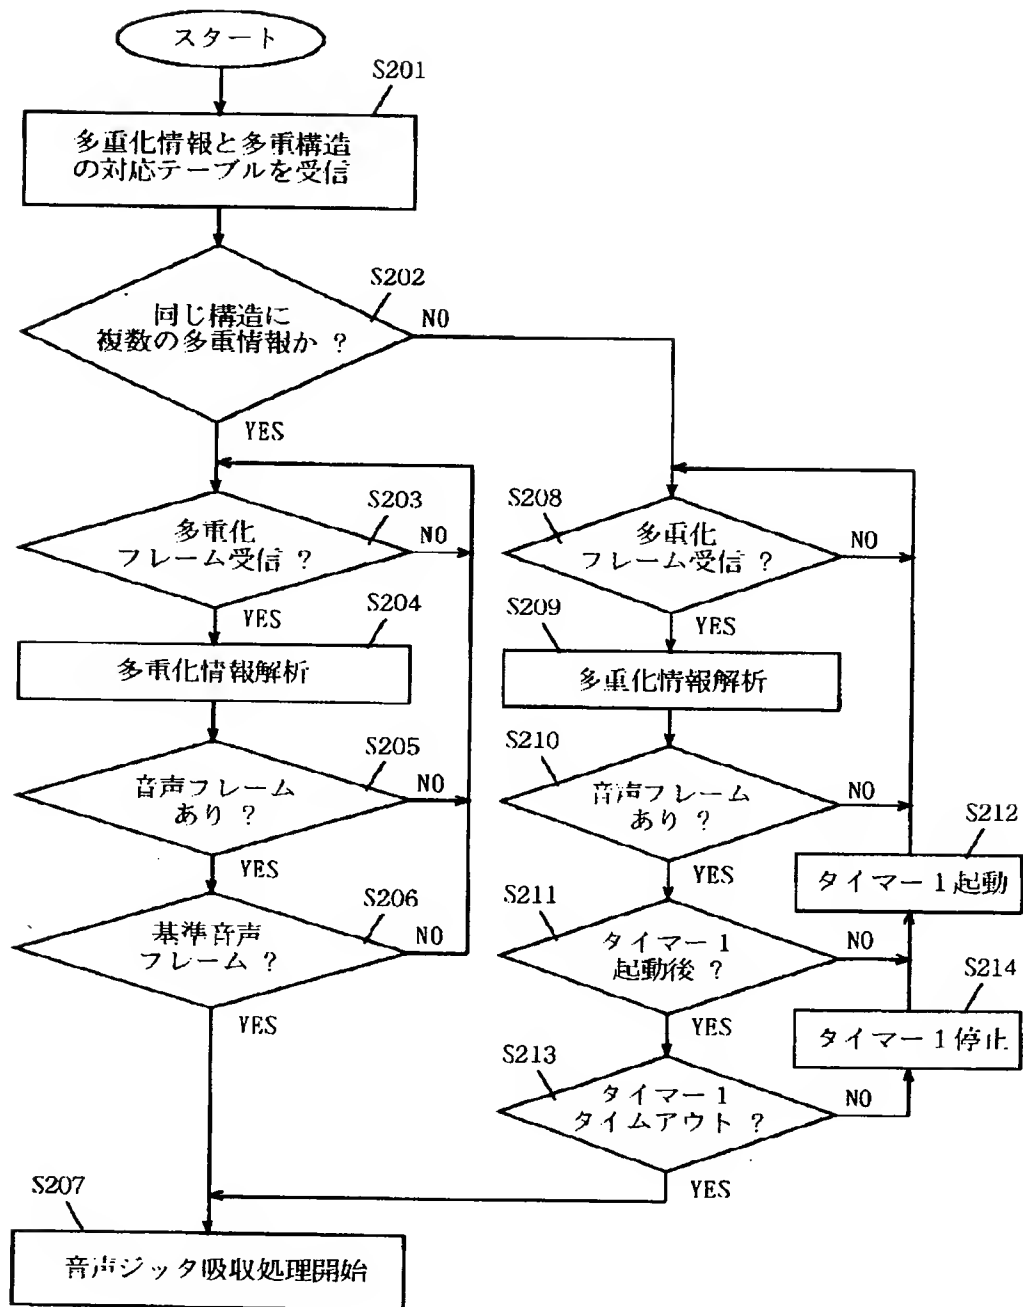 スタート
S201
多重化情報と多重構造
の対応テーブルを受信
S202
同じ構造に
複数の多重情報か ?
NO
YES
S203
多重化
フレーム受信 ?
NO
YES
S204
多重化情報解析
S205
音声フレーム
あり ?
NO
YES
S206
基準音声
フレーム ?
NO
YES
S207
音声ジッタ吸収処理開始
S208
多重化
フレーム受信 ?
NO
YES
S209
多重化情報解析
S210
音声フレーム
あり ?
NO
YES
S211
タイマー1
起動後 ?
NO
YES
S212
タイマー1起動
S213
タイマー1
タイムアウト ?
NO
YES
S214
タイマー1停止